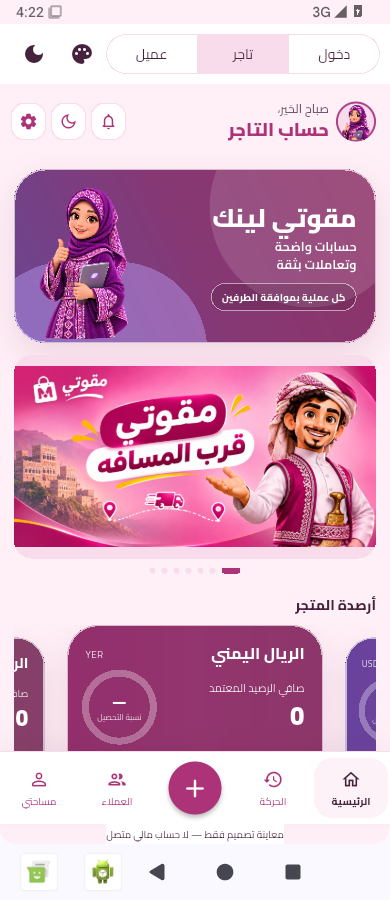 4:22
3G
دخول
تاجر
عميل
صباح الخير،
حساب التاجر
مقوتي لينك
حسابات واضحة
وتعاملات بثقة
كل عملية بموافقة الطرفين
مقوتي
مقوتي
قرب المسافه
أرصدة المتجر
الريال اليمني
YER
صافي الرصيد المعتمد
0
—
نسبة التحصيل
0
الرئيسية
الحركة
+
العملاء
مساحتي
معاينة تصميم فقط — لا حساب مالي متصل